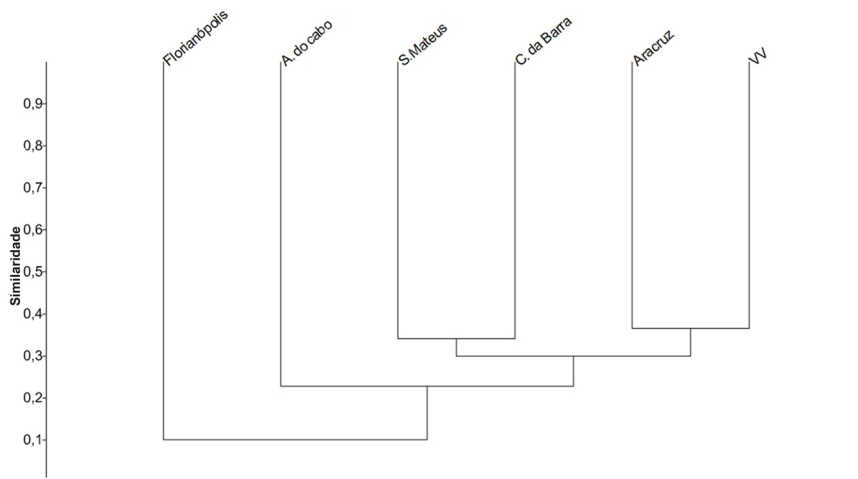 Florianópolis
A. do cabo
S.Mateus
C. da Barra
Aracruz
VV
0,9
0,8
0,7
0,6
0,5
0,4
0,3
0,2
0,1
Similaridade